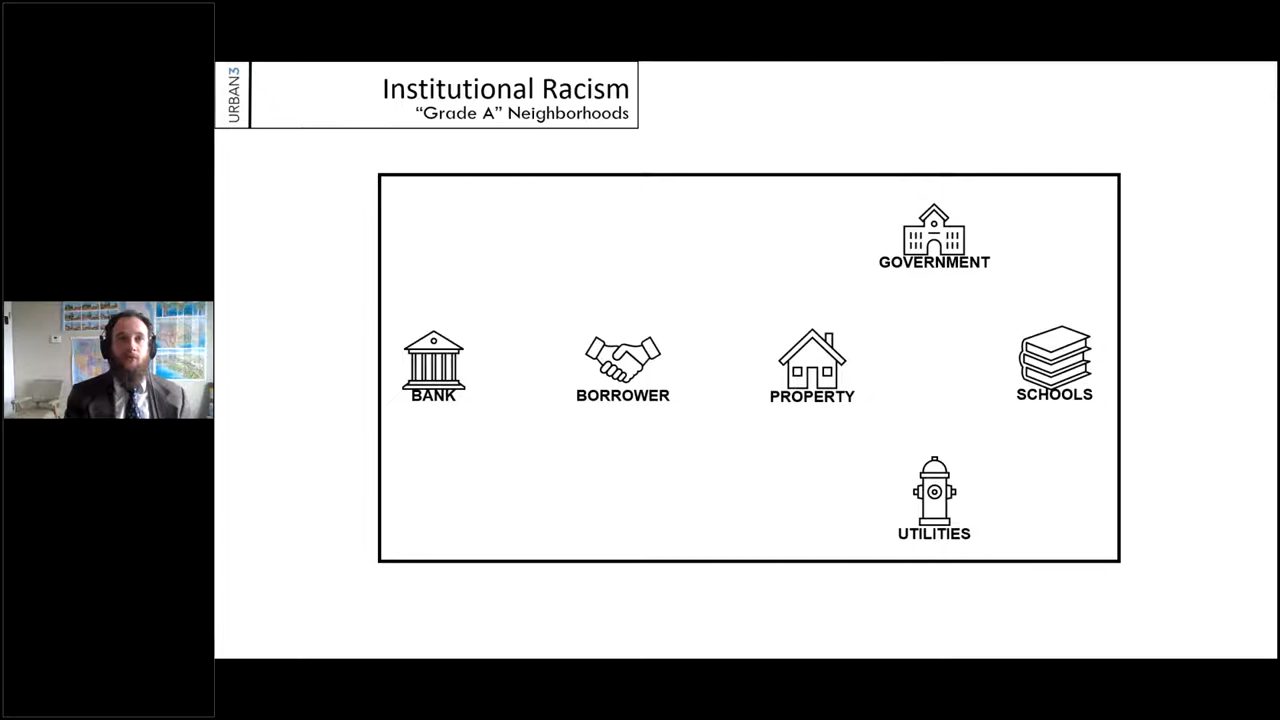 URBAN3
Institutional Racism
“Grade A” Neighborhoods
GOVERNMENT
BANK
BORROWER
PROPERTY
SCHOOLS
UTILITIES